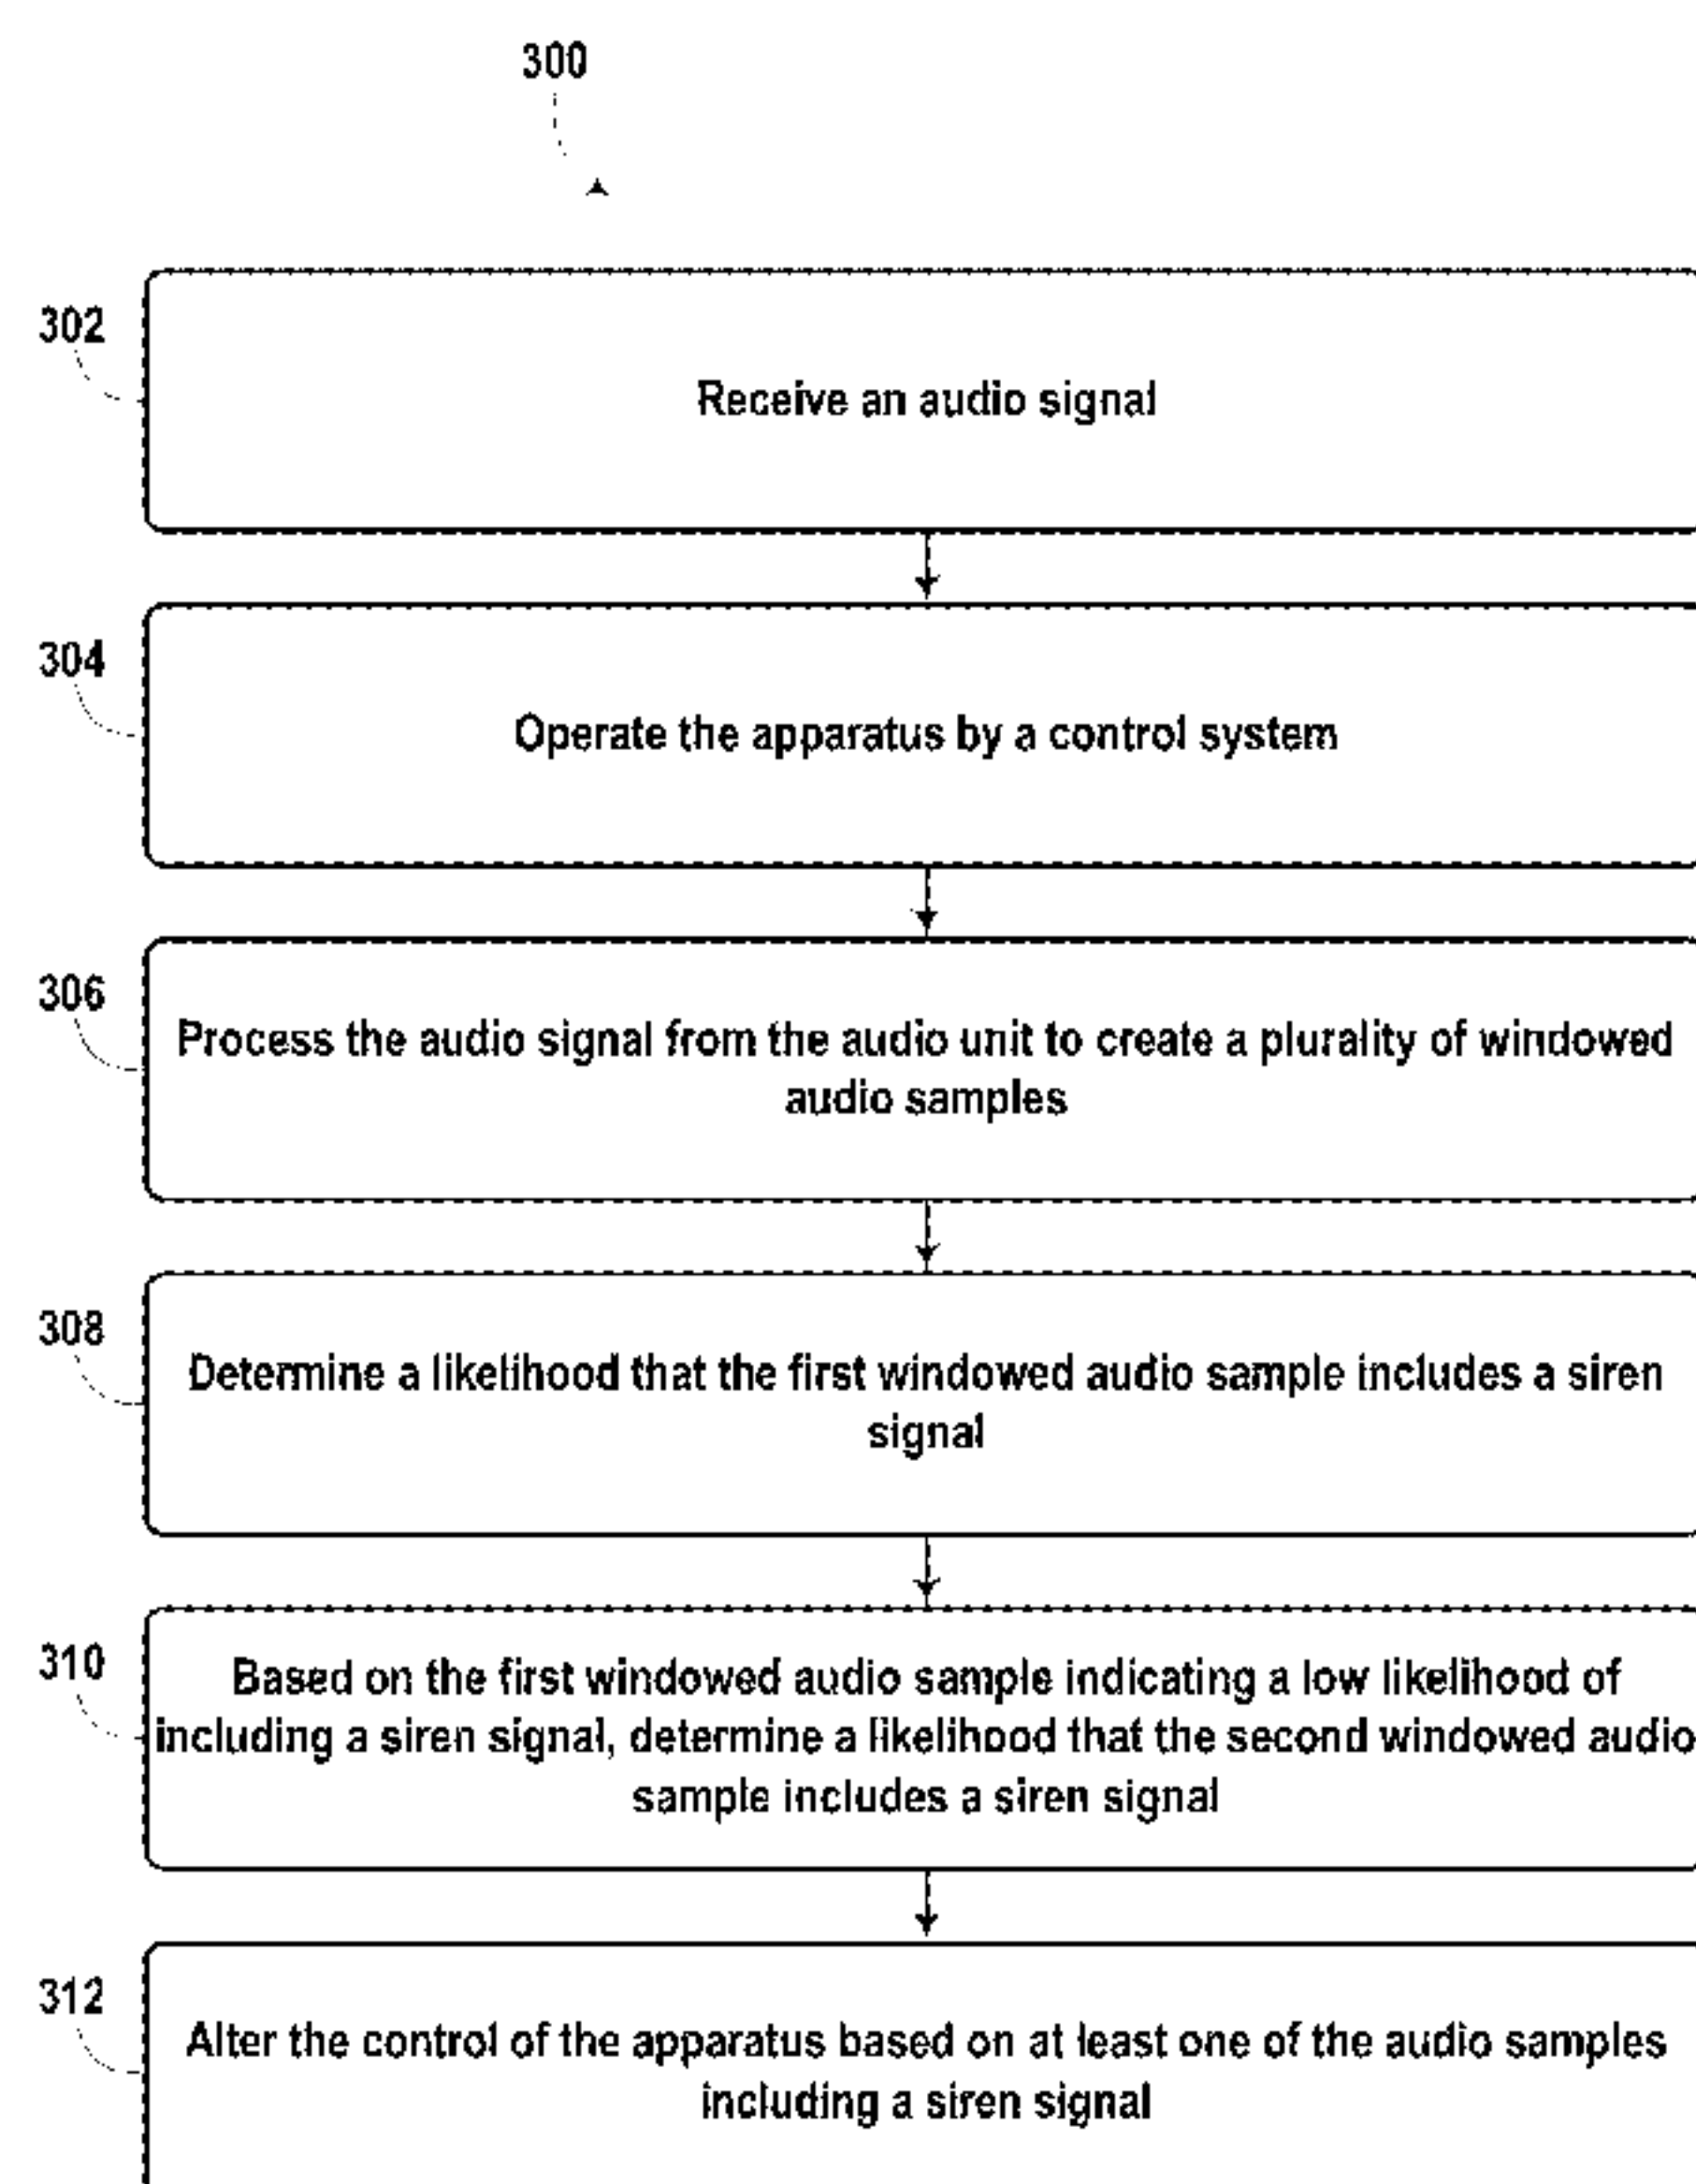 300
302
Receive an audio signal
304
Operate the apparatus by a control system
306
Process the audio signal from the audio unit to create a plurality of windowed
audio samples
308
Determine a likelihood that the first windowed audio sample includes a siren
signal
310
Based on the first windowed audio sample indicating a low likelihood of
including a siren signal, determine a likelihood that the second windowed audio
sample includes a siren signal
312
Alter the control of the apparatus based on at least one of the audio samples
including a siren signal